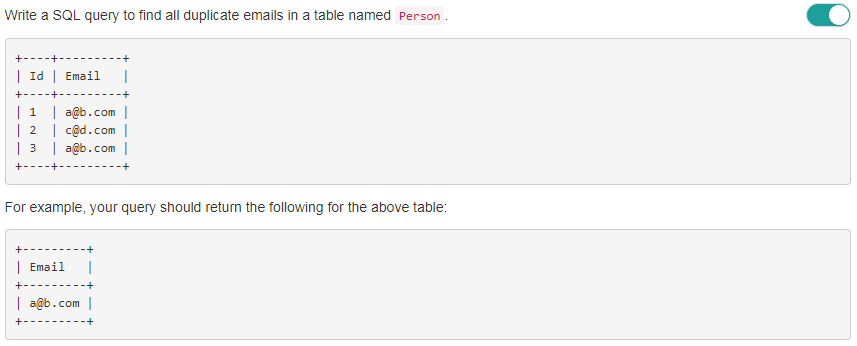 Write a SQL query to find all duplicate emails in a table named Person .
+----+---------+
| Id | Email   |
+----+---------+
| 1  | a@b.com |
| 2  | c@d.com |
| 3  | a@b.com |
+----+---------+
For example, your query should return the following for the above table:
+---------+
| Email   |
+---------+
| a@b.com |
+---------+